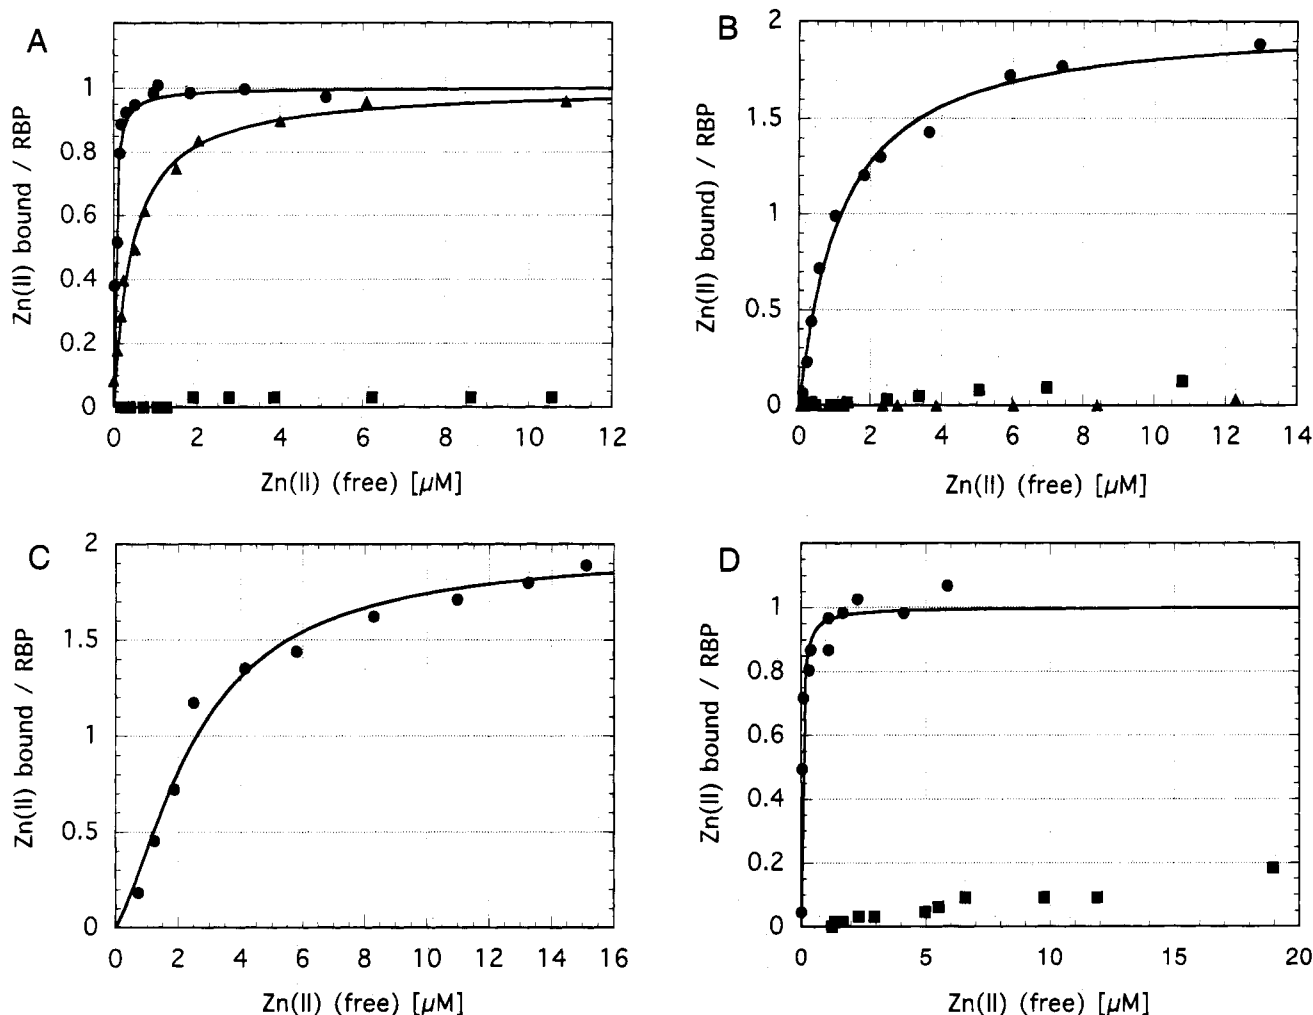 A
Zn(II) bound / RBP
1
0.8
0.6
0.4
0.2
0
0 2 4 6 8 10 12
Zn(II) (free) [µM]
B
Zn(II) bound) / RBP
2
1.5
1
0.5
0
0 2 4 6 8 10 12 14
Zn(II) (free) [µM]
C
Zn(II) bound / RBP
2
1.5
1
0.5
0
0 2 4 6 8 10 12 14 16
Zn(II) (free) [µM]
D
Zn(II) bound / RBP
1
0.8
0.6
0.4
0.2
0
0 5 10 15 20
Zn(II) (free) [µM]